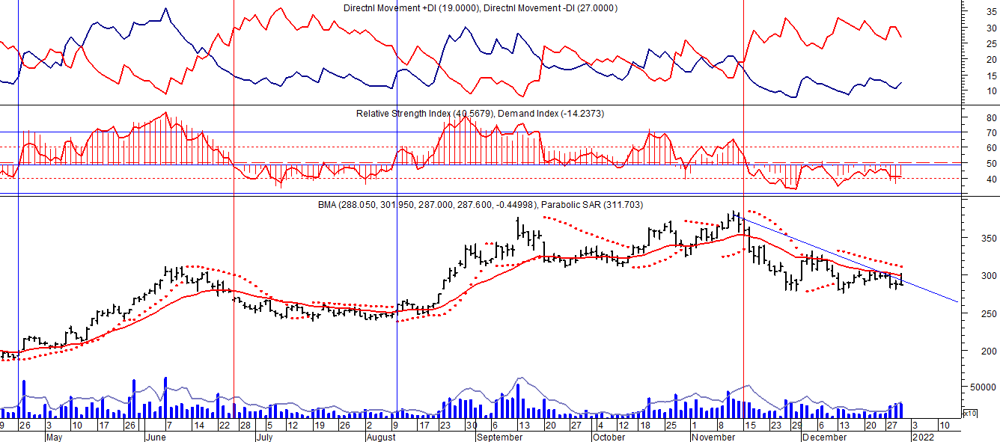 Directnl Movement +DI (19.0000), Directnl Movement -DI (27.0000)
35
30
25
20
15
10
Relative Strength Index (40.5679), Demand Index (-14.2373)
80
70
60
50
40
BMA (288.050, 301.950, 287.000, 287.600, -0.44998), Parabolic SAR (311.703)
350
300
250
200
50000
x10
9 26 3 10 17 26 7 14 22 28 5 12 19 26 2 9 17 23 30 6 13 20 27 4 12 18 25 1 8 15 23 29 6 13 20 27 3 10
May June July August September October November December 2022